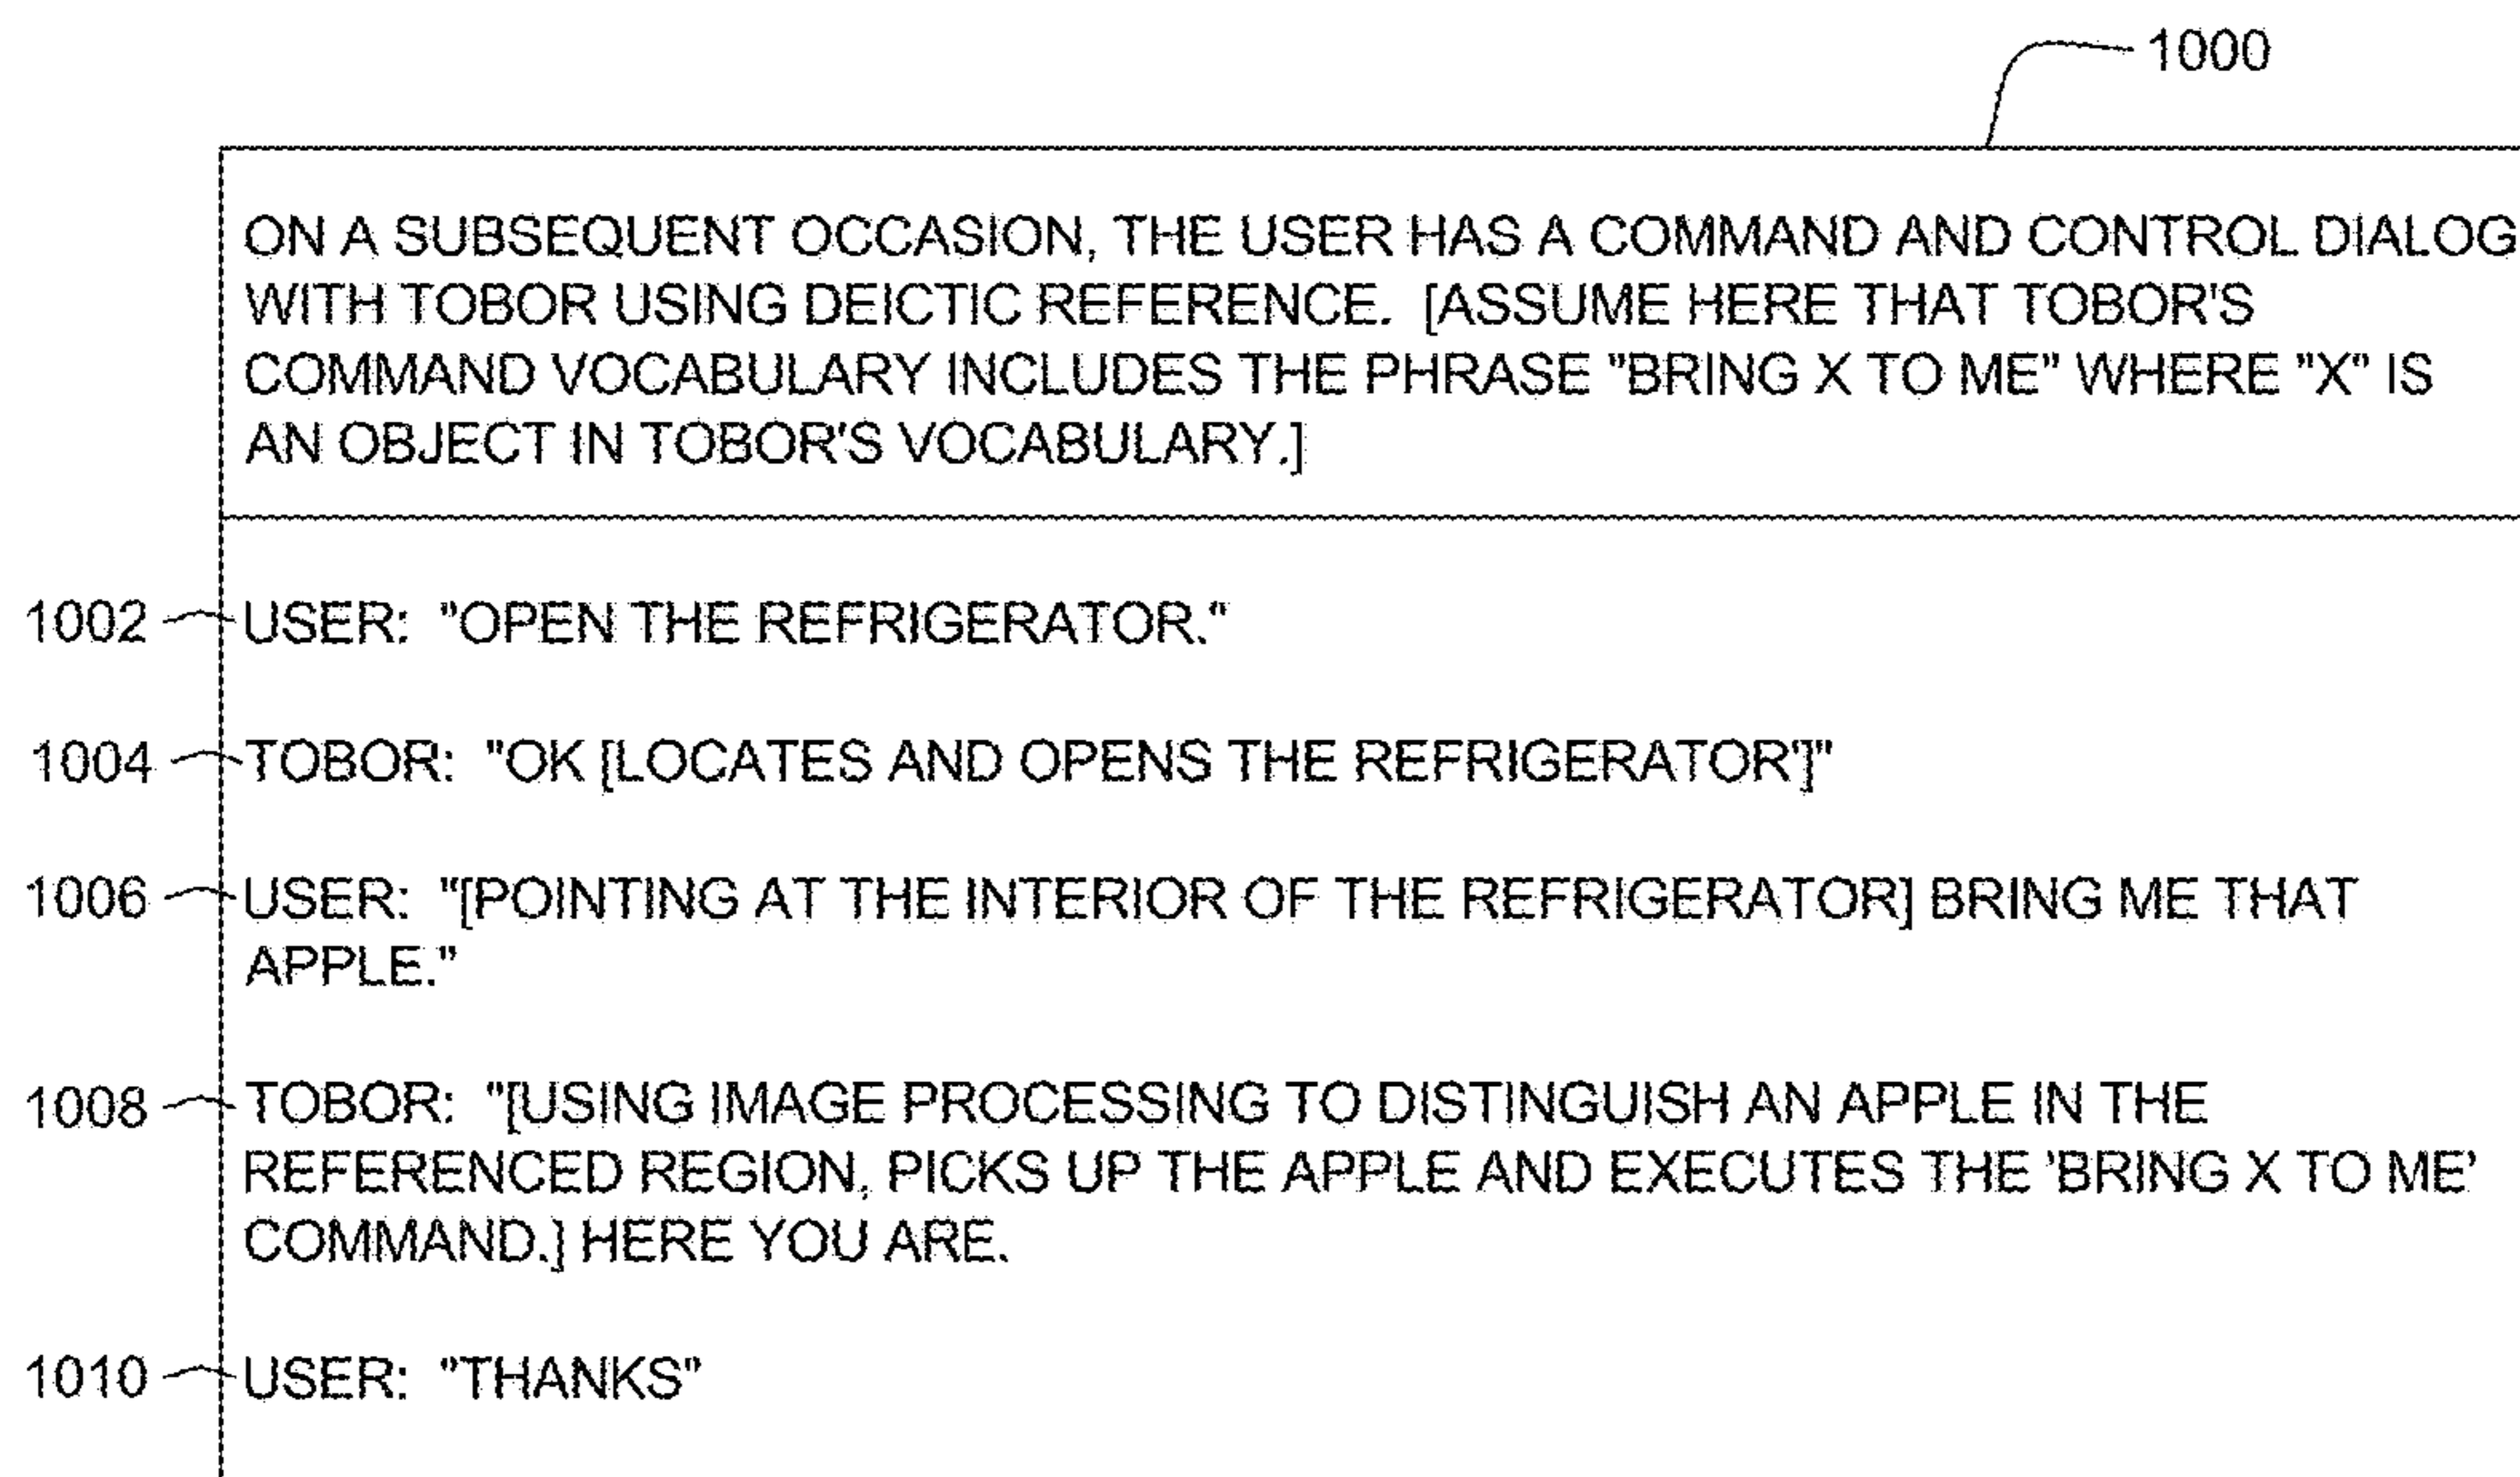 1000
ON A SUBSEQUENT OCCASION, THE USER HAS A COMMAND AND CONTROL DIALOG
WITH TOBOR USING DEICTIC REFERENCE. [ASSUME HERE THAT TOBOR'S
COMMAND VOCABULARY INCLUDES THE PHRASE "BRING X TO ME" WHERE "X" IS
AN OBJECT IN TOBOR'S VOCABULARY.]
1002 USER: "OPEN THE REFRIGERATOR."
1004 TOBOR: "OK [LOCATES AND OPENS THE REFRIGERATOR']"
1006 USER: "[POINTING AT THE INTERIOR OF THE REFRIGERATOR] BRING ME THAT
APPLE."
1008 TOBOR: "[USING IMAGE PROCESSING TO DISTINGUISH AN APPLE IN THE
REFERENCED REGION, PICKS UP THE APPLE AND EXECUTES THE 'BRING X TO ME'
COMMAND.] HERE YOU ARE.
1010 USER: "THANKS"